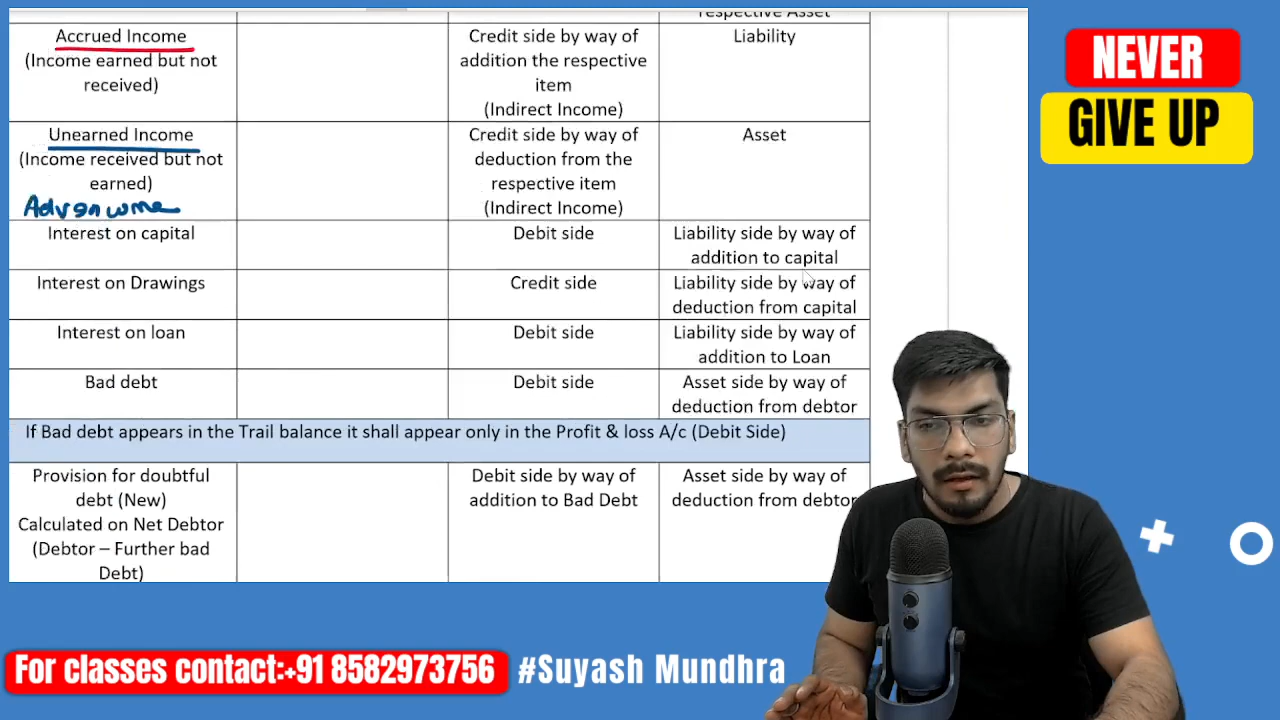 respective Asset
Accrued Income
(Income earned but not
received)
Credit side by way of
addition the respective
item
(Indirect Income)
Liability
Unearned Income
(Income received but not
earned)
Credit side by way of
deduction from the
respective item
(Indirect Income)
Asset
Interest on capital
Debit side
Liability side by way of
addition to capital
Interest on Drawings
Credit side
Liability side by way of
deduction from capital
Interest on loan
Debit side
Liability side by way of
addition to Loan
Bad debt
Debit side
Asset side by way of
deduction from debtor
If Bad debt appears in the Trail balance it shall appear only in the Profit & loss A/c (Debit Side)
Provision for doubtful
debt (New)
Calculated on Net Debtor
(Debtor – Further bad
Debt)
Debit side by way of
addition to Bad Debt
Asset side by way of
deduction from debtor
NEVER
GIVE UP
For classes contact:+91 8582973756
#Suyash Mundhra